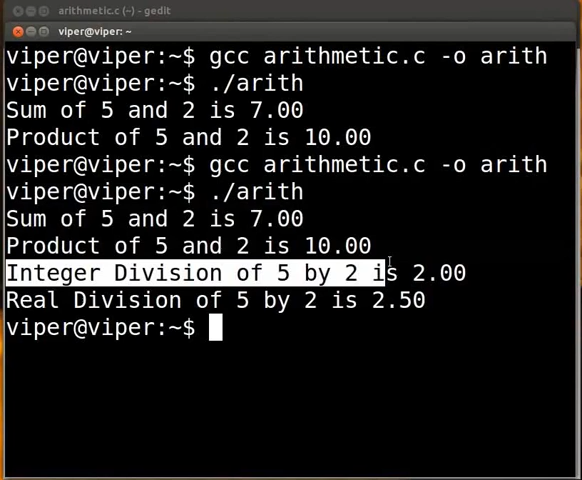 arithmetic.c (~) - gedit
viper@viper: ~
viper@viper:~$ gcc arithmetic.c -o arith
viper@viper:~$ ./arith
Sum of 5 and 2 is 7.00
Product of 5 and 2 is 10.00
viper@viper:~$ gcc arithmetic.c -o arith
viper@viper:~$ ./arith
Sum of 5 and 2 is 7.00
Product of 5 and 2 is 10.00
Integer Division of 5 by 2 is 2.00
Real Division of 5 by 2 is 2.50
viper@viper:~$